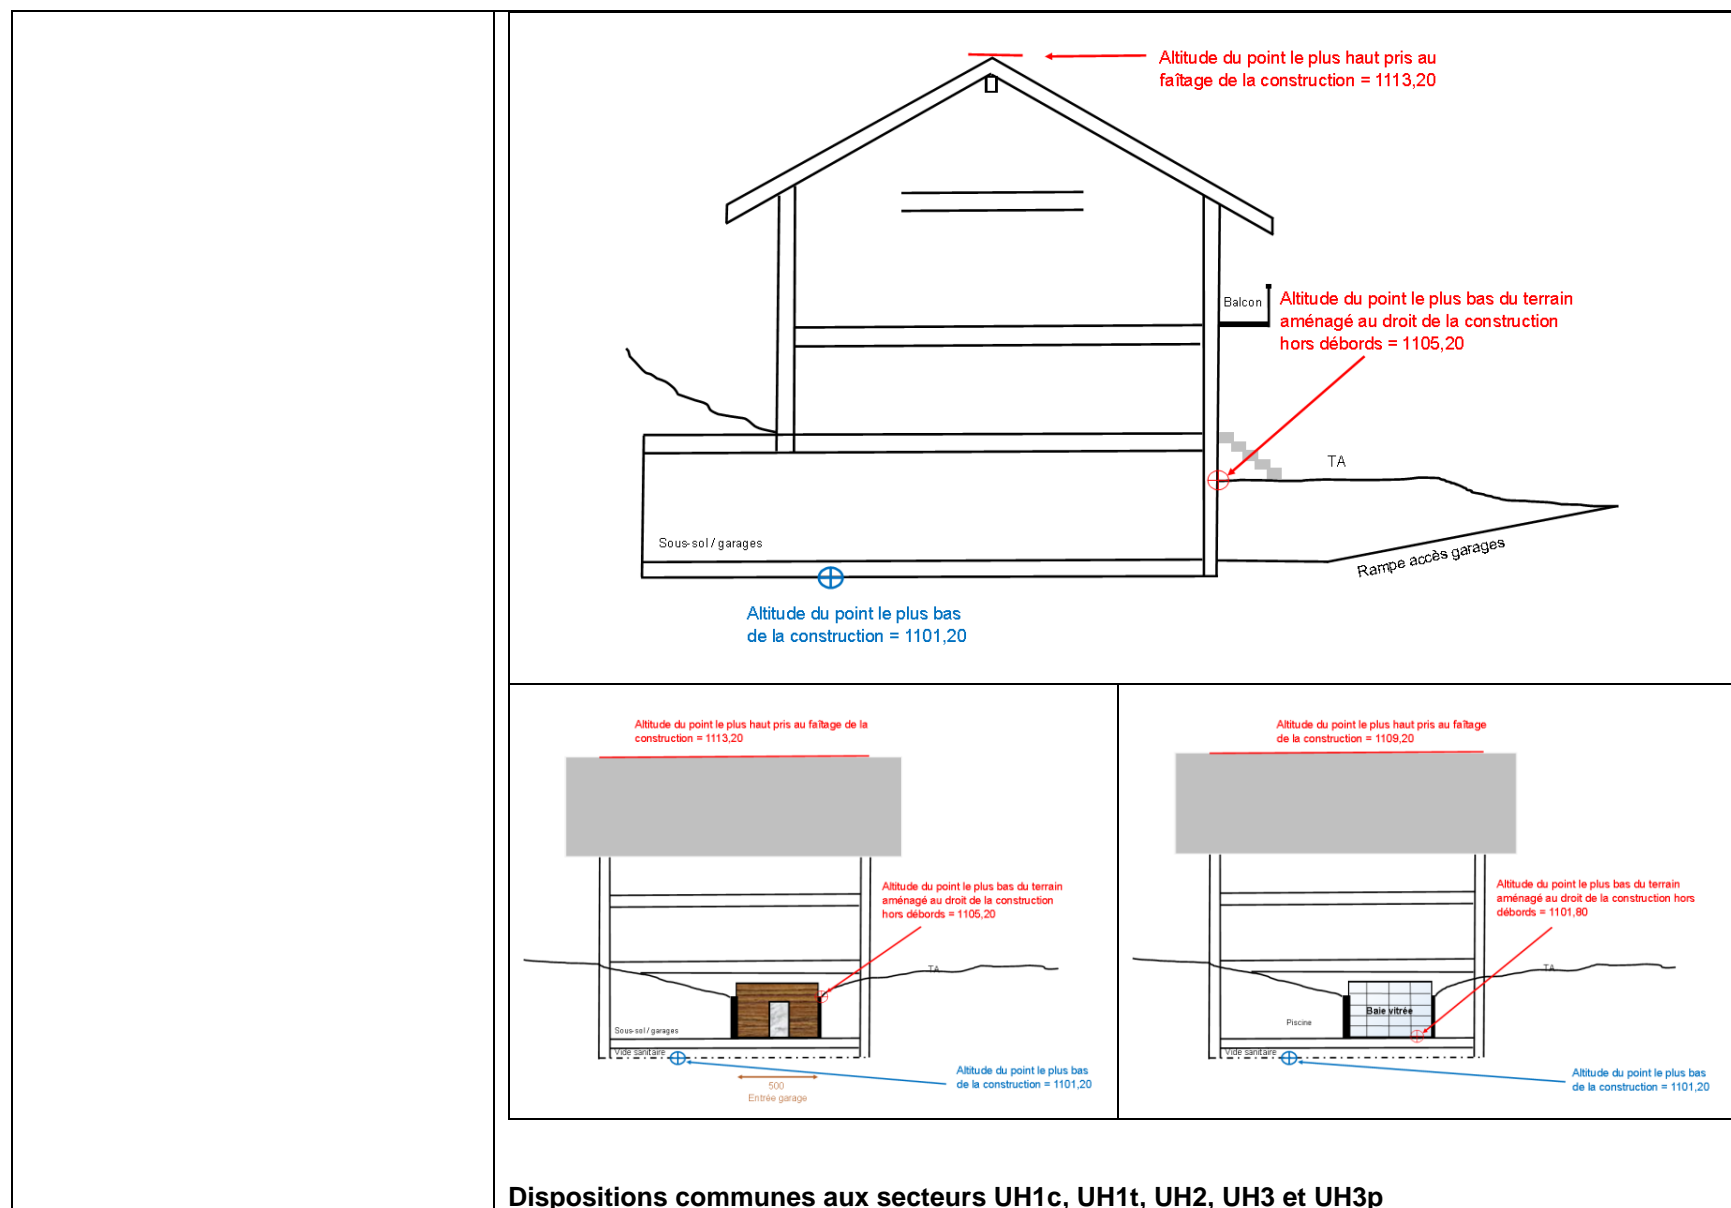 Altitude du point le plus haut pris au
faîtage de la construction = 1113,20
Balcon
Altitude du point le plus bas du terrain
aménagé au droit de la construction
hors débords = 1105,20
TA
Sous-sol / garages
Rampe accès garages
Altitude du point le plus bas
de la construction = 1101,20
Altitude du point le plus haut pris au faîtage de la
construction = 1113,20
Altitude du point le plus bas du terrain
aménagé au droit de la construction
hors débords = 1105,20
TA
Sous-sol / garages
Vide sanitaire
Altitude du point le plus bas
de la construction = 1101,20
500
Entrée garage
Altitude du point le plus haut pris au faîtage
de la construction = 1109,20
Altitude du point le plus bas du terrain
aménagé au droit de la construction hors
débords = 1101,80
TA
Baie vitrée
Piscine
Vide sanitaire
Altitude du point le plus bas
de la construction = 1101,20
Dispositions communes aux secteurs UH1c, UH1t, UH2, UH3 et UH3p